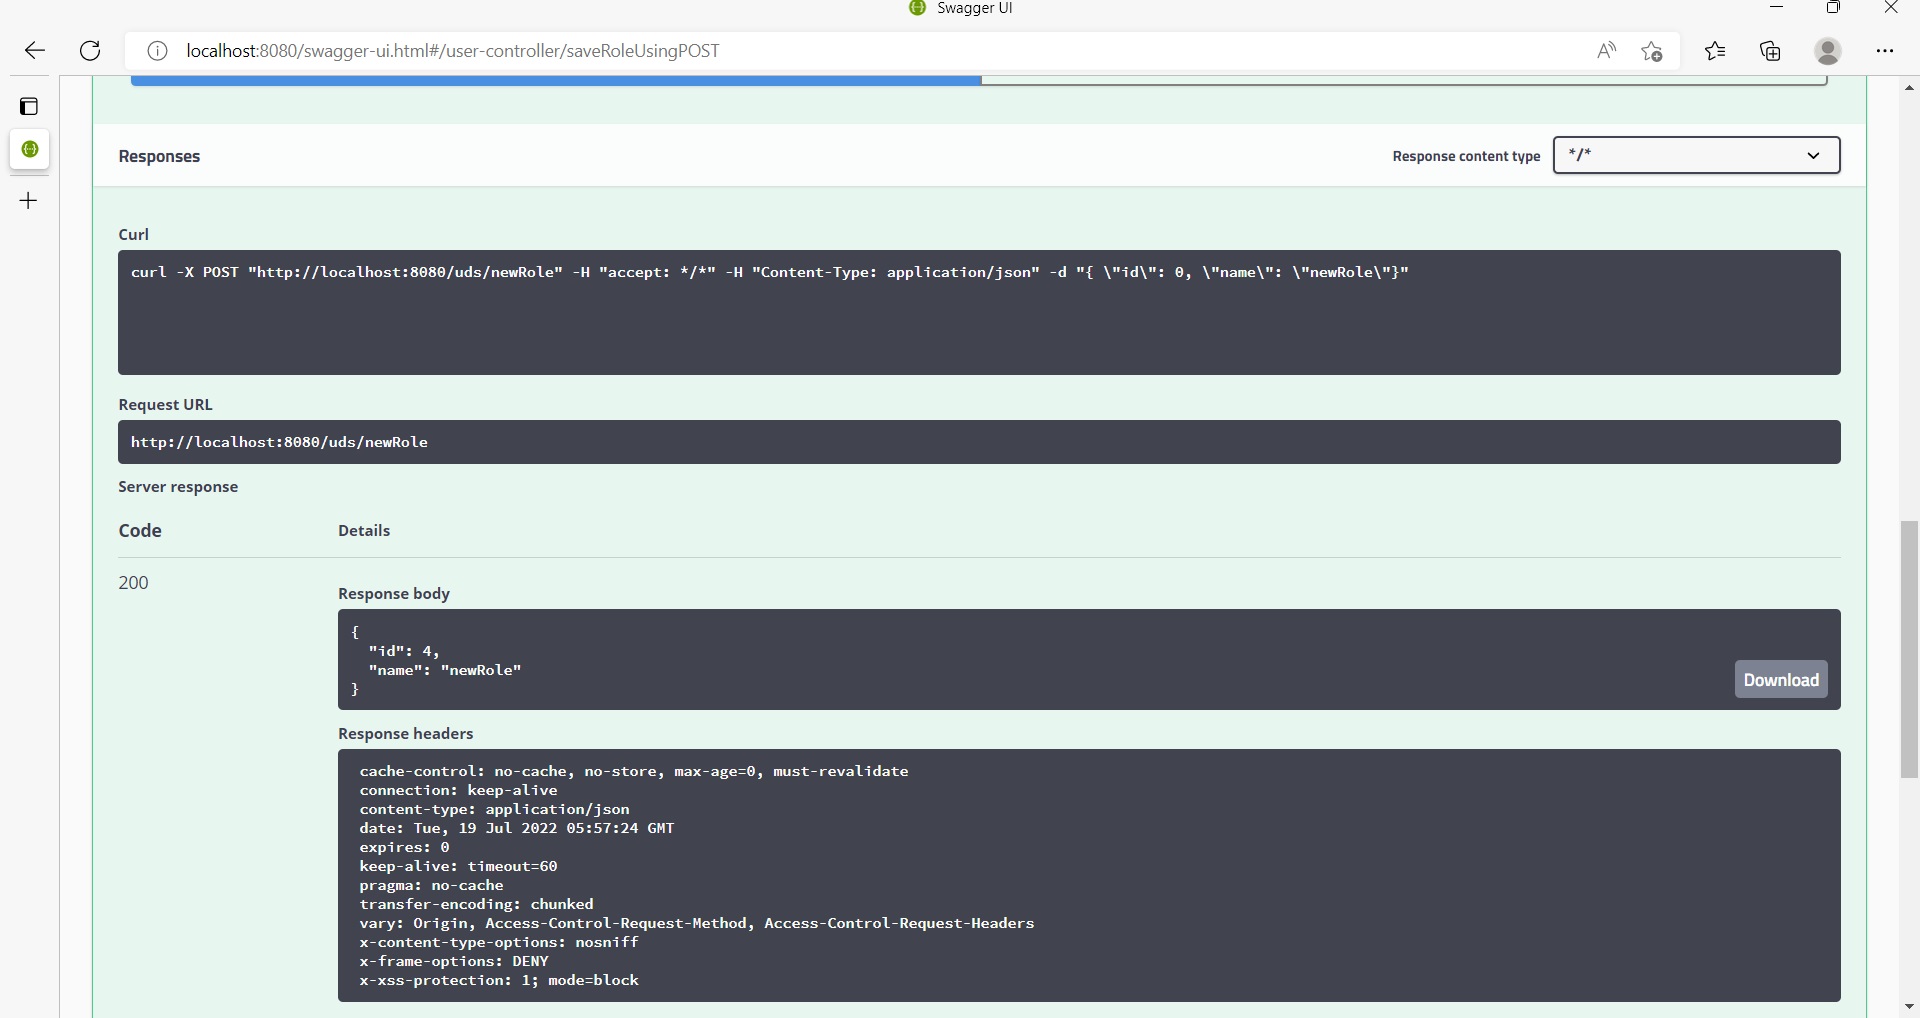 Swagger UI
localhost:8080/swagger-ui.html#/user-controller/saveRoleUsingPOST
Responses
Response content type
*/*
Curl
curl -X POST "http://localhost:8080/uds/newRole" -H "accept: */*" -H "Content-Type: application/json" -d "{ \"id\": 0, \"name\": \"newRole\"}"
Request URL
http://localhost:8080/uds/newRole
Server response
Code Details
200
Response body
{
"id": 4,
"name": "newRole"
}
Download
Response headers
cache-control: no-cache, no-store, max-age=0, must-revalidate
connection: keep-alive
content-type: application/json
date: Tue, 19 Jul 2022 05:57:24 GMT
expires: 0
keep-alive: timeout=60
pragma: no-cache
transfer-encoding: chunked
vary: Origin, Access-Control-Request-Method, Access-Control-Request-Headers
x-content-type-options: nosniff
x-frame-options: DENY
x-xss-protection: 1; mode=block